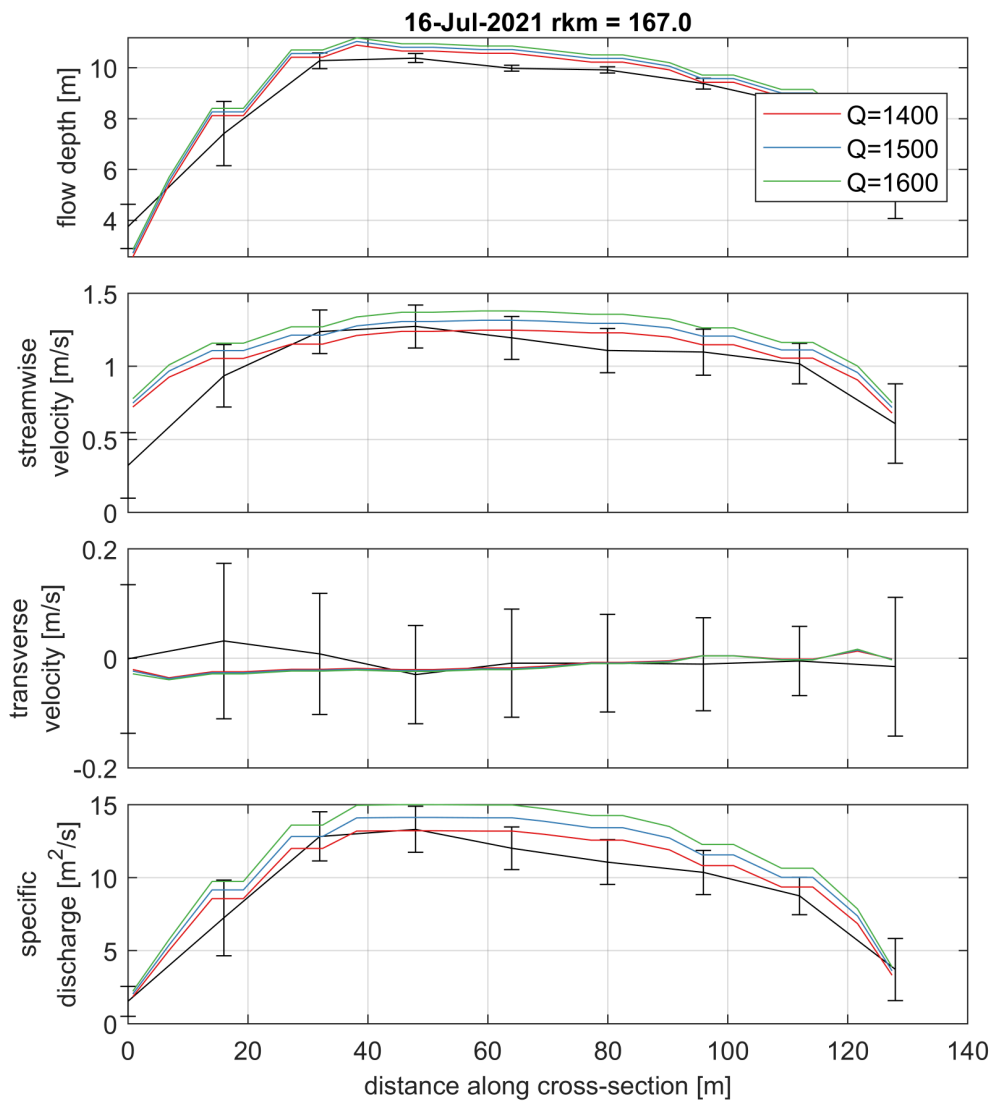 16-Jul-2021 rkm = 167.0
10
8
6
4
flow depth [m]
Q=1400
Q=1500
Q=1600
1.5
1
0.5
0
streamwise
velocity [m/s]
0.2
0
-0.2
transverse
velocity [m/s]
15
10
5
0
specific
discharge [m²/s]
0 20 40 60 80 100 120 140
distance along cross-section [m]